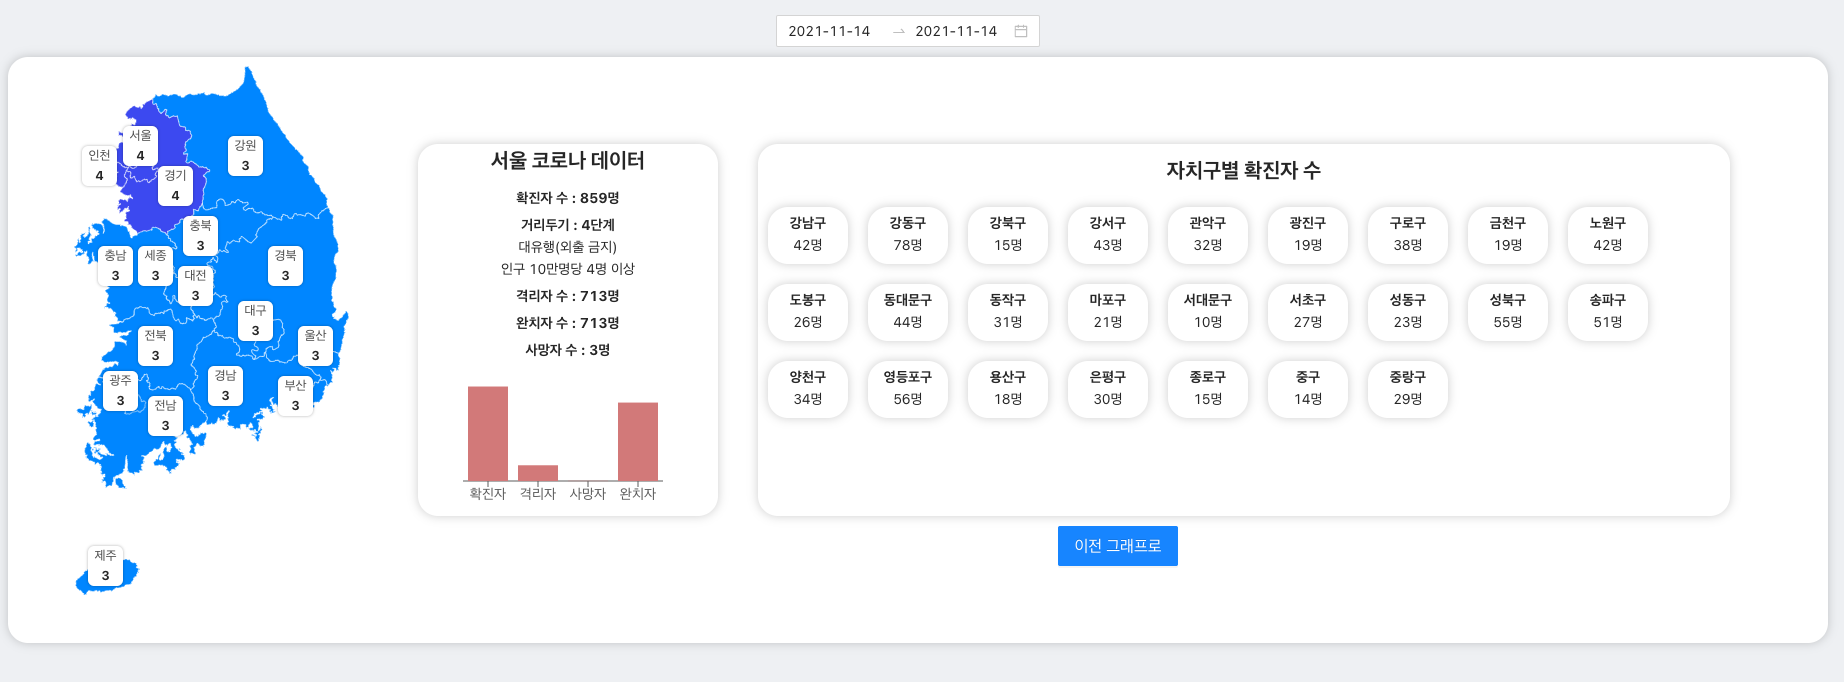 2021-11-14 → 2021-11-14
서울
4
인천
4
강원
3
경기
4
충북
3
충남
3
세종
3
경북
3
대전
3
대구
3
전북
3
울산
3
광주
3
경남
3
부산
3
전남
3
제주
3
서울 코로나 데이터
확진자 수 : 859명
거리두기 : 4단계
대유행(외출 금지)
인구 10만명당 4명 이상
격리자 수 : 713명
완치자 수 : 713명
사망자 수 : 3명
확진자 격리자 사망자 완치자
자치구별 확진자 수
강남구 강동구 강북구 강서구 관악구 광진구 구로구 금천구 노원구
42명 78명 15명 43명 32명 19명 38명 19명 42명
도봉구 동대문구 동작구 마포구 서대문구 서초구 성동구 성북구 송파구
26명 44명 31명 21명 10명 27명 23명 55명 51명
양천구 영등포구 용산구 은평구 종로구 중구 중랑구
34명 56명 18명 30명 15명 14명 29명
이전 그래프로